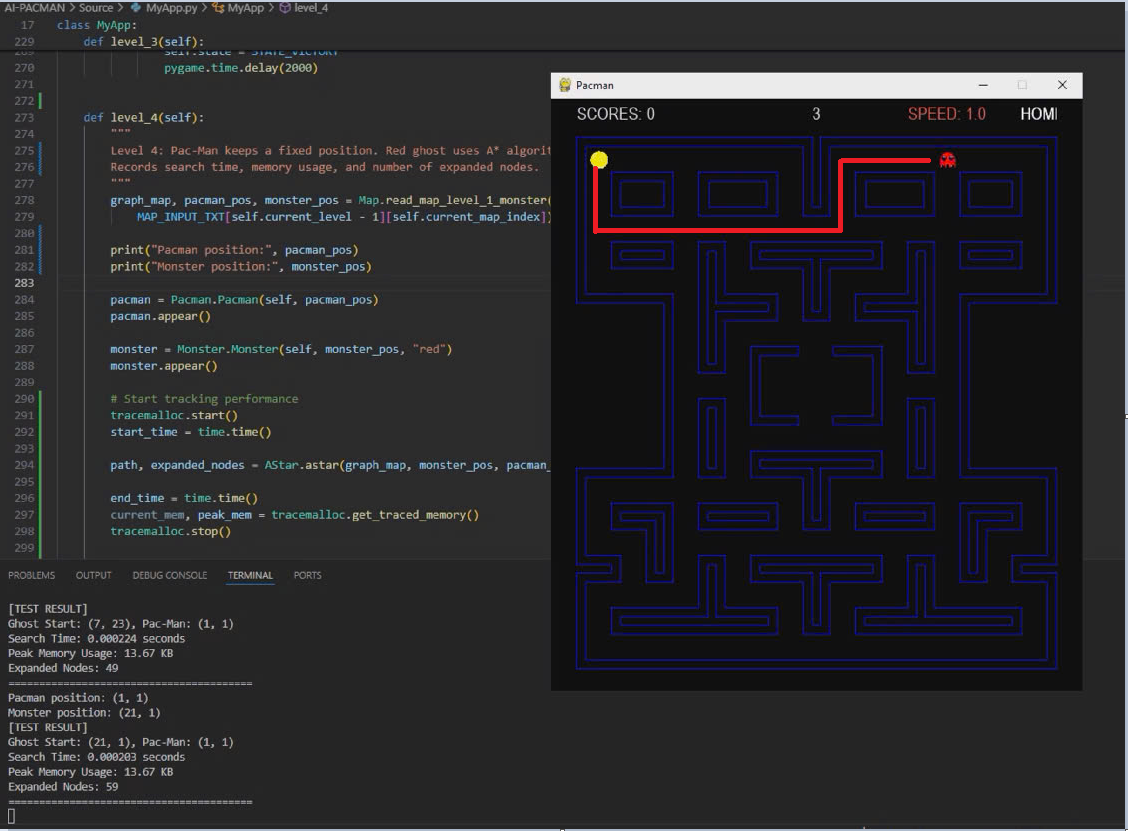 AI-PACMAN > Source > MyApp.py > MyApp > level_4
17 class MyApp:
229 def level_3(self):
269 self.state = STATE_VICTORY
270 pygame.time.delay(2000)
271
272
273 def level_4(self):
274 """
275 Level 4: Pac-Man keeps a fixed position. Red ghost uses A* algorit
276 Records search time, memory usage, and number of expanded nodes.
277 """
278 graph_map, pacman_pos, monster_pos = Map.read_map_level_1_monster(
279 MAP_INPUT_TXT[self.current_level - 1][self.current_map_index])
280
281 print("Pacman position:", pacman_pos)
282 print("Monster position:", monster_pos)
283
284 pacman = Pacman.Pacman(self, pacman_pos)
285 pacman.appear()
286
287 monster = Monster.Monster(self, monster_pos, "red")
288 monster.appear()
289
290 # Start tracking performance
291 tracemalloc.start()
292 start_time = time.time()
293
294 path, expanded_nodes = AStar.astar(graph_map, monster_pos, pacman_
295
296 end_time = time.time()
297 current_mem, peak_mem = tracemalloc.get_traced_memory()
298 tracemalloc.stop()
299
Pacman
SCORES: 0 3 SPEED: 1.0 HOM
PROBLEMS OUTPUT DEBUG CONSOLE TERMINAL PORTS
[TEST RESULT]
Ghost Start: (7, 23), Pac-Man: (1, 1)
Search Time: 0.000224 seconds
Peak Memory Usage: 13.67 KB
Expanded Nodes: 49
========================================
Pacman position: (1, 1)
Monster position: (21, 1)
[TEST RESULT]
Ghost Start: (21, 1), Pac-Man: (1, 1)
Search Time: 0.000203 seconds
Peak Memory Usage: 13.67 KB
Expanded Nodes: 59
========================================